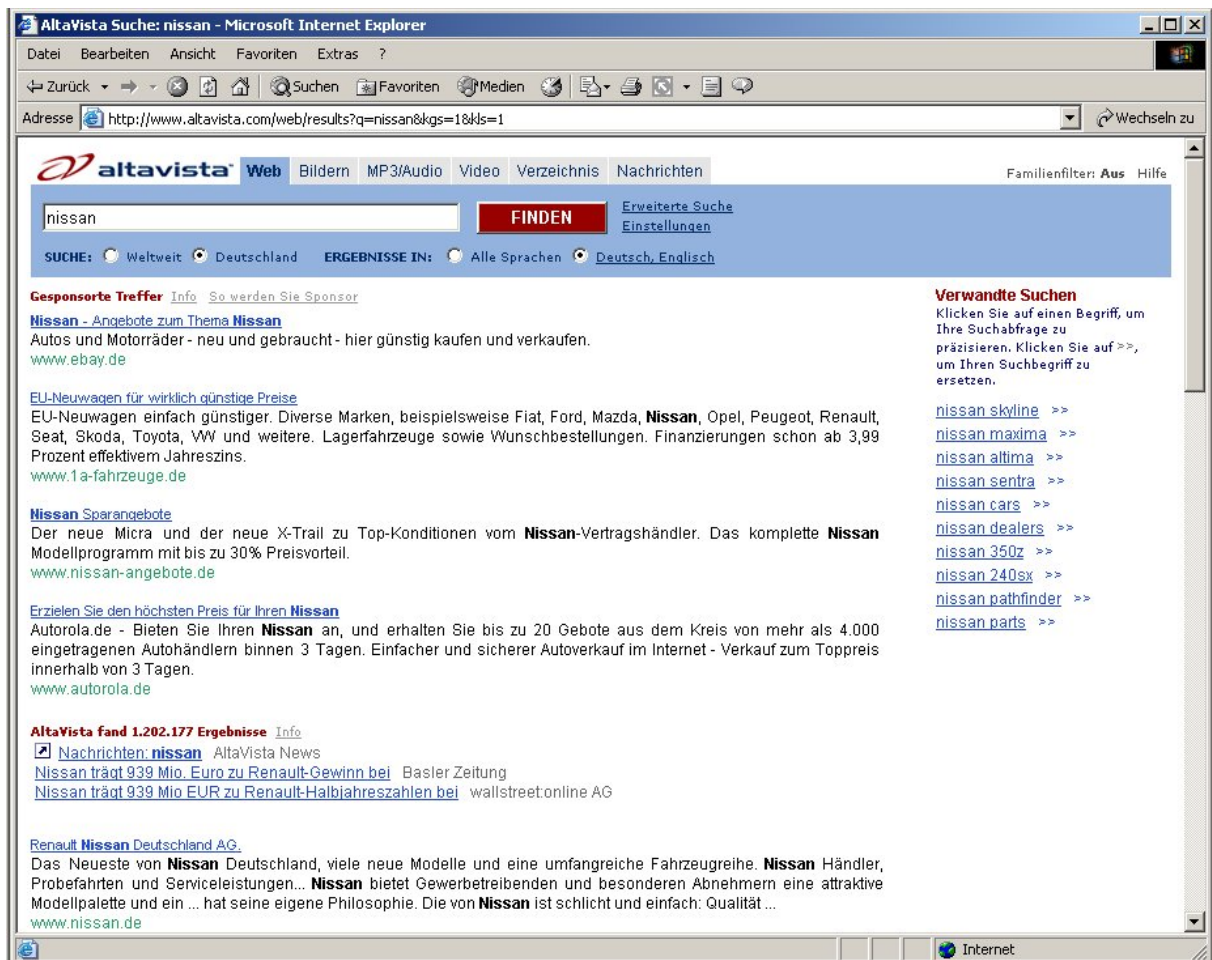 AltaVista Suche: nissan - Microsoft Internet Explorer
Datei Bearbeiten Ansicht Favoriten Extras ?
Zurück Suchen Favoriten Medien
Adresse http://www.altavista.com/web/results?q=nissan&kgs=1&kls=1 Wechseln zu
altavista Web Bildern MP3/Audio Video Verzeichnis Nachrichten Familienfilter: Aus Hilfe
nissan FINDEN Erweiterte Suche
Einstellungen
SUCHE: Weltweit Deutschland ERGEBNISSE IN: Alle Sprachen Deutsch, Englisch
Gesponsorte Treffer Info So werden Sie Sponsor
Nissan - Angebote zum Thema Nissan
Autos und Motorräder - neu und gebraucht - hier günstig kaufen und verkaufen.
www.ebay.de
EU-Neuwagen für wirklich günstige Preise
EU-Neuwagen einfach günstiger. Diverse Marken, beispielsweise Fiat, Ford, Mazda, Nissan, Opel, Peugeot, Renault,
Seat, Skoda, Toyota, VW und weitere. Lagerfahrzeuge sowie Wunschbestellungen. Finanzierungen schon ab 3,99
Prozent effektivem Jahreszins.
www.1a-fahrzeuge.de
Nissan Sparangebote
Der neue Micra und der neue X-Trail zu Top-Konditionen vom Nissan-Vertragshändler. Das komplette Nissan
Modellprogramm mit bis zu 30% Preisvorteil.
www.nissan-angebote.de
Erzielen Sie den höchsten Preis für Ihren Nissan
Autorola.de - Bieten Sie Ihren Nissan an, und erhalten Sie bis zu 20 Gebote aus dem Kreis von mehr als 4.000
eingetragenen Autohändlern binnen 3 Tagen. Einfacher und sicherer Autoverkauf im Internet - Verkauf zum Toppreis
innerhalb von 3 Tagen.
www.autorola.de
AltaVista fand 1.202.177 Ergebnisse Info
Nachrichten: nissan AltaVista News
Nissan trägt 939 Mio. Euro zu Renault-Gewinn bei Basler Zeitung
Nissan trägt 939 Mio EUR zu Renault-Halbjahreszahlen bei wallstreet:online AG
Renault Nissan Deutschland AG.
Das Neueste von Nissan Deutschland, viele neue Modelle und eine umfangreiche Fahrzeugreihe. Nissan Händler,
Probefahrten und Serviceleistungen... Nissan bietet Gewerbetreibenden und besonderen Abnehmern eine attraktive
Modellpalette und ein ... hat seine eigene Philosophie. Die von Nissan ist schlicht und einfach: Qualität ...
www.nissan.de
Verwandte Suchen
Klicken Sie auf einen Begriff, um
Ihre Suchabfrage zu
präzisieren. Klicken Sie auf >>,
um Ihren Suchbegriff zu
ersetzen.
nissan skyline >>
nissan maxima >>
nissan altima >>
nissan sentra >>
nissan cars >>
nissan dealers >>
nissan 350z >>
nissan 240sx >>
nissan pathfinder >>
nissan parts >>
Internet